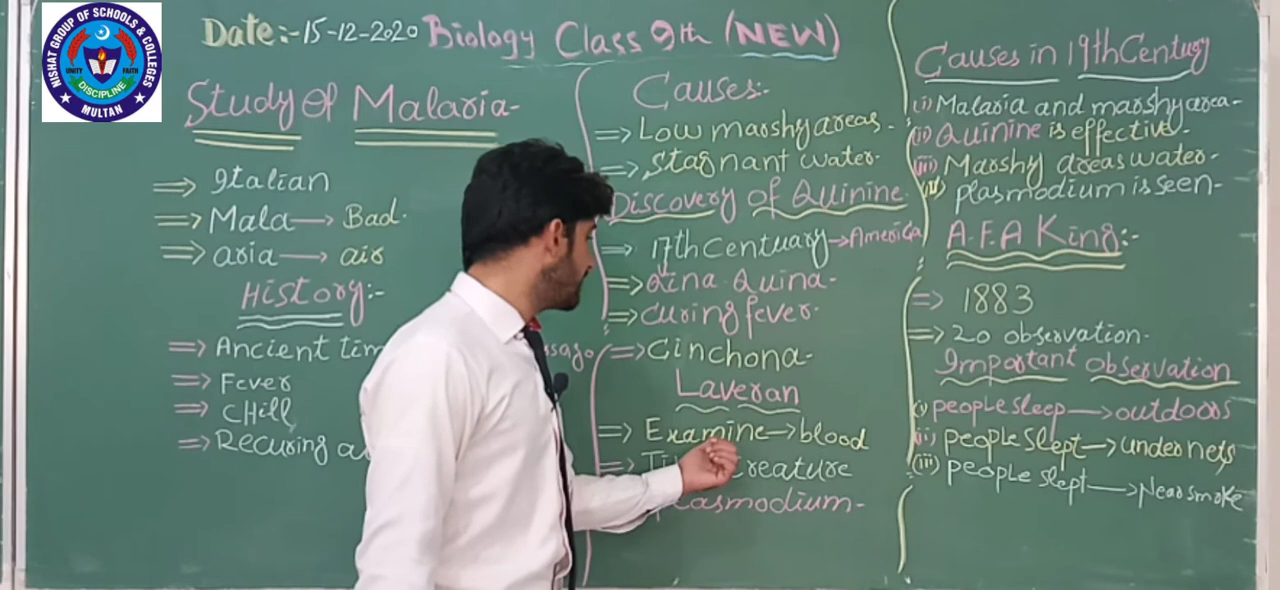 NISHAT GROUP OF SCHOOLS & COLLEGES
UNITY FAITH
DISCIPLINE
MULTAN
Date:-15-12-2020 Biology Class 9th (NEW)
Study of Malaria-
=> Italian
=> Mala -> Bad.
=> aria -> air
History:-
=> Ancient
=> Fever
=> CHill
=> Recuring
Causes:-
=> Low marshy areas.
=> Stagnant water.
Discovery of Quinine.
=> 17th Centuary -> America
=> Qina Quina-
=> Curing fever.
=> Cinchona-
Laveran
=> Examine -> blood
=> creature
plasmodium-
Causes in 19th Century
(i) Malaria and marshy area-
(ii) Quinine is effective.
(iii) Marshy areas water.
(iv) plasmodium is seen-
A.F.A King:-
=> 1883
=> 20 observation.
Important observation
(i) people sleep -> outdoors
(ii) people slept -> under nets
(iii) people slept -> Near smoke